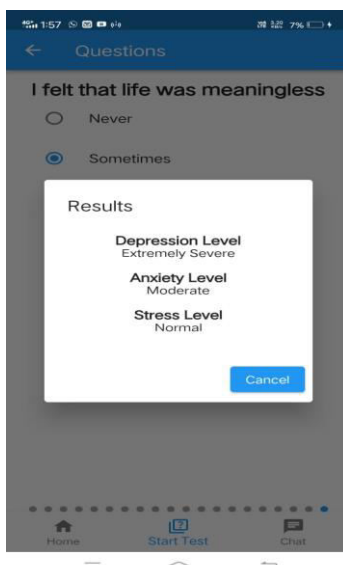 1:57
7%
Questions
I felt that life was meaningless
Never
Sometimes
Results
Depression Level
Extremely Severe
Anxiety Level
Moderate
Stress Level
Normal
Cancel
Home
Start Test
Chat